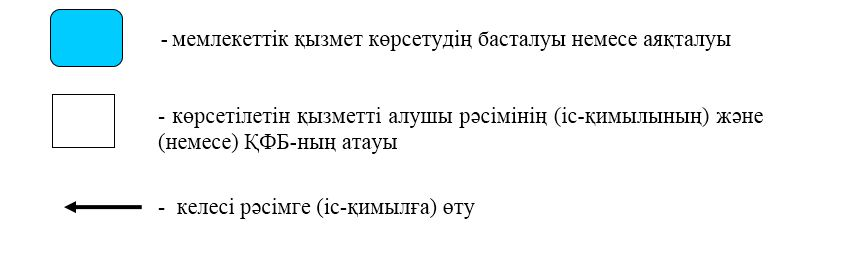 - мемлекеттік қызмет көрсетудің басталуы немесе аяқталуы
- көрсетілетін қызметті алушы рәсімінің (іс-қимылының) және
(немесе) ҚФБ-ның атауы
- келесі рәсімге (іс-қимылға) өту